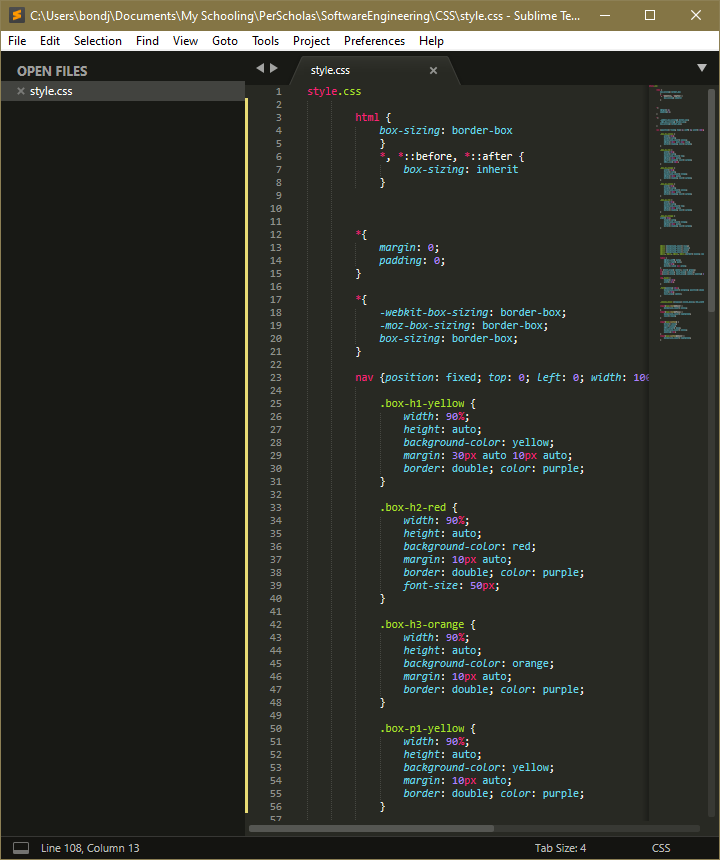 C:\Users\bondj\Documents\My Schooling\PerScholas\SoftwareEngineering\CSS\style.css - Sublime Te...
File Edit Selection Find View Goto Tools Project Preferences Help
OPEN FILES
style.css
style.css
1 style.css
2
3 html {
4 box-sizing: border-box
5 }
6 *, *::before, *::after {
7 box-sizing: inherit
8 }
9
10
11
12 *{
13 margin: 0;
14 padding: 0;
15 }
16
17 *{
18 -webkit-box-sizing: border-box;
19 -moz-box-sizing: border-box;
20 box-sizing: border-box;
21 }
22
23 nav {position: fixed; top: 0; left: 0; width: 100
24
25 .box-h1-yellow {
26 width: 90%;
27 height: auto;
28 background-color: yellow;
29 margin: 30px auto 10px auto;
30 border: double; color: purple;
31 }
32
33 .box-h2-red {
34 width: 90%;
35 height: auto;
36 background-color: red;
37 margin: 10px auto;
38 border: double; color: purple;
39 font-size: 50px;
40 }
41
42 .box-h3-orange {
43 width: 90%;
44 height: auto;
45 background-color: orange;
46 margin: 10px auto;
47 border: double; color: purple;
48 }
49
50 .box-p1-yellow {
51 width: 90%;
52 height: auto;
53 background-color: yellow;
54 margin: 10px auto;
55 border: double; color: purple;
56 }
57
Line 108, Column 13 Tab Size: 4 CSS